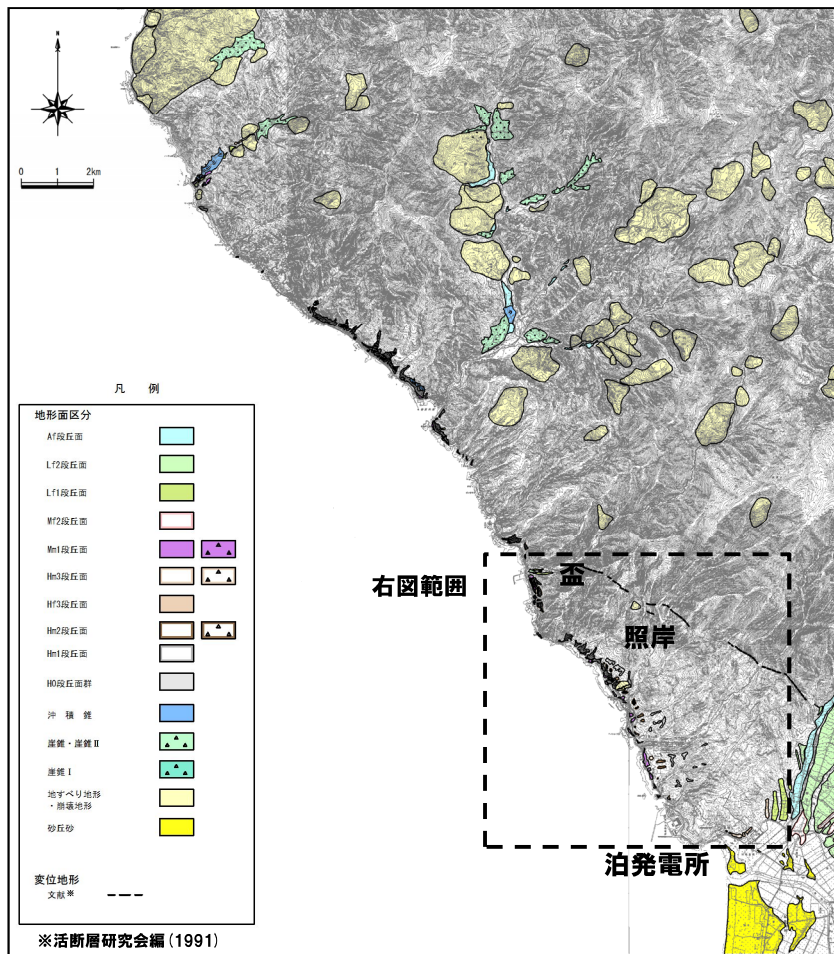 N
0 1 2km
凡 例
地形面区分
Af段丘面
Lf2段丘面
Lf1段丘面
Mf2段丘面
Mm1段丘面
Hm3段丘面
Hf3段丘面
Hm2段丘面
Hm1段丘面
H0段丘面群
沖 積 錐
崖錐・崖錐Ⅱ
崖錐Ⅰ
地すべり地形
・崩壊地形
砂丘砂
変位地形
文献※
※活断層研究会編(1991)
右図範囲
盃
照岸
泊発電所